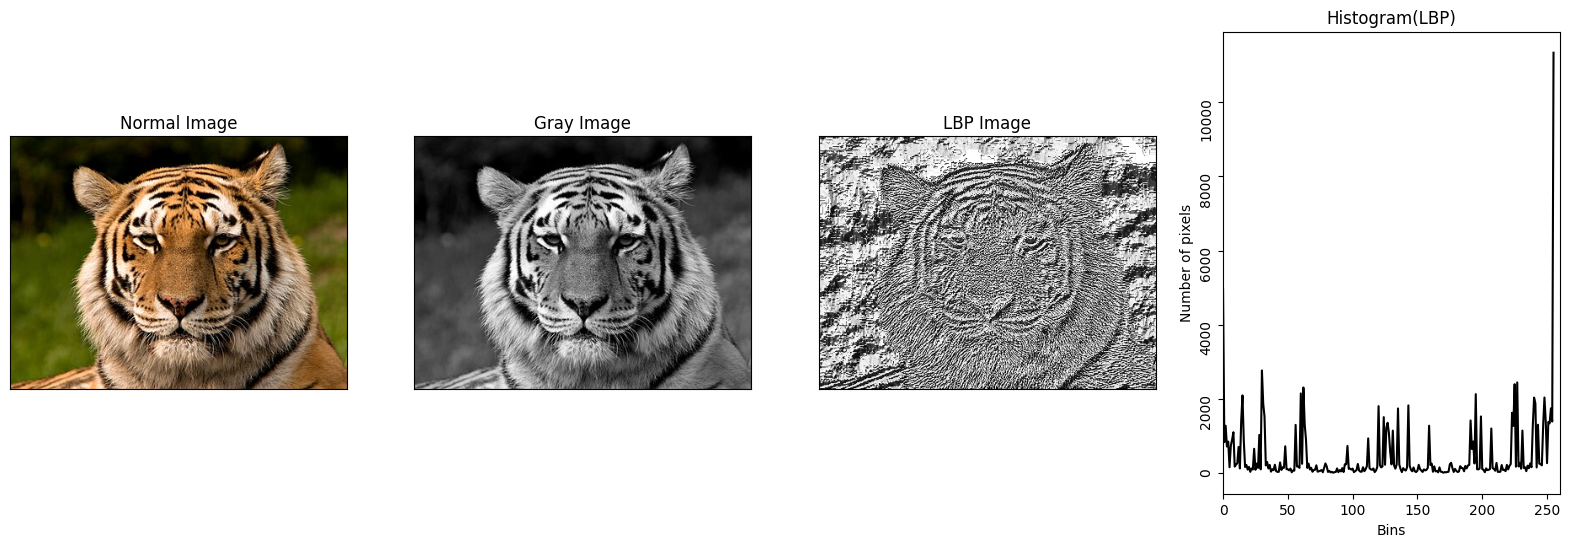 Normal Image
Gray Image
LBP Image
Histogram(LBP)
Number of pixels
10000
8000
6000
4000
2000
0
0 50 100 150 200 250
Bins